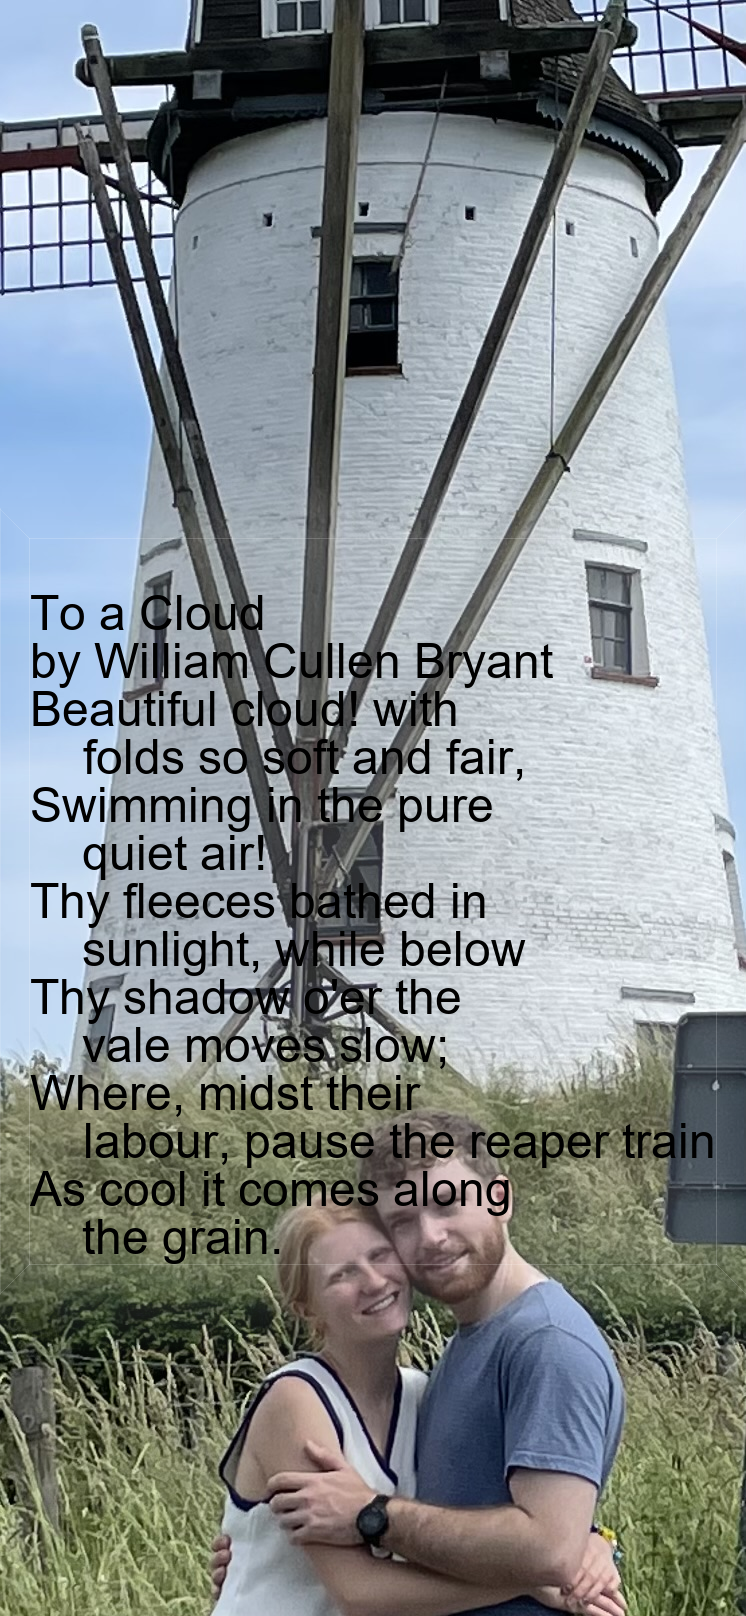 To a Cloud
by William Cullen Bryant
Beautiful cloud! with
folds so soft and fair,
Swimming in the pure
quiet air!
Thy fleeces bathed in
sunlight, while below
Thy shadow o'er the
vale moves slow;
Where, midst their
labour, pause the reaper train
As cool it comes along
the grain.